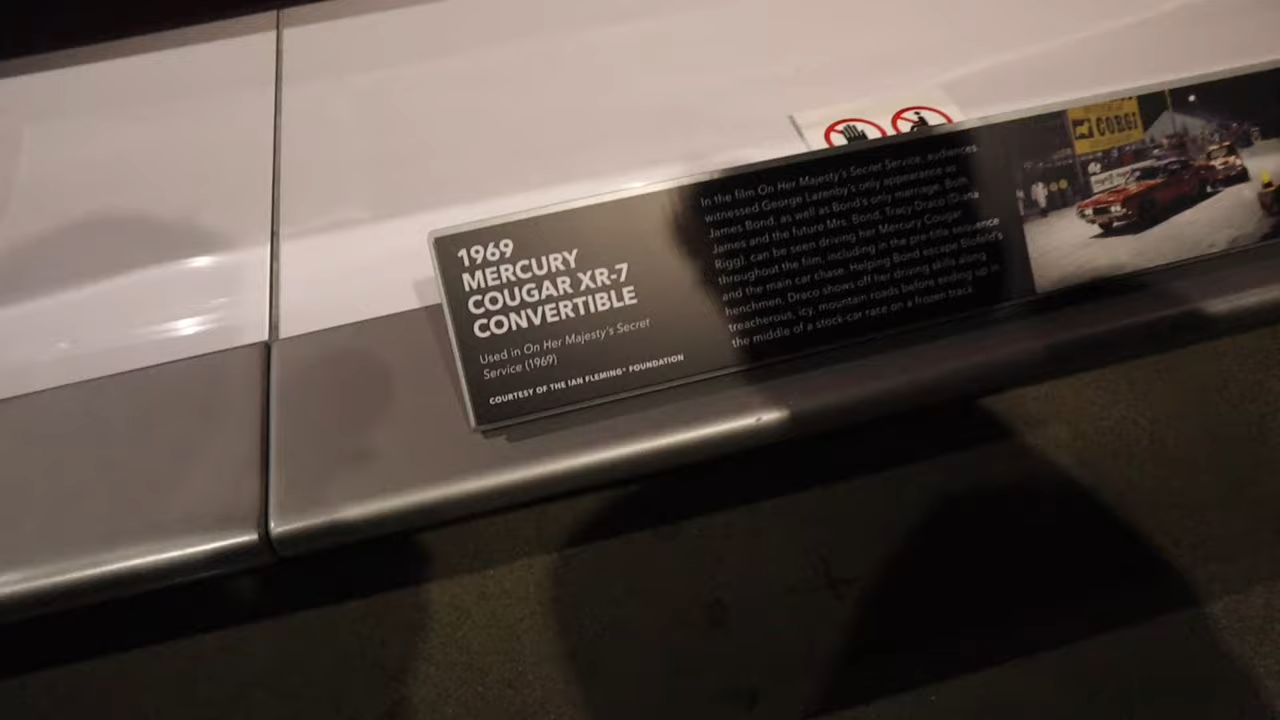 1969
MERCURY
COUGAR XR-7
CONVERTIBLE
Used in On Her Majesty's Secret
Service (1969)
COURTESY OF THE IAN FLEMING® FOUNDATION
In the film On Her Majesty's Secret Service, audiences
witnessed George Lazenby's only appearance as
James Bond, as well as Bond's only marriage. Both
James and the future Mrs. Bond, Tracy Draco (Diana
Rigg), can be seen driving her Mercury Cougar
throughout the film, including in the pre-title sequence
and the main car chase. Helping Bond escape Blofeld's
henchmen, Draco shows off her driving skills along
treacherous, icy, mountain roads before ending up in
the middle of a stock-car race on a frozen track.
CORGI